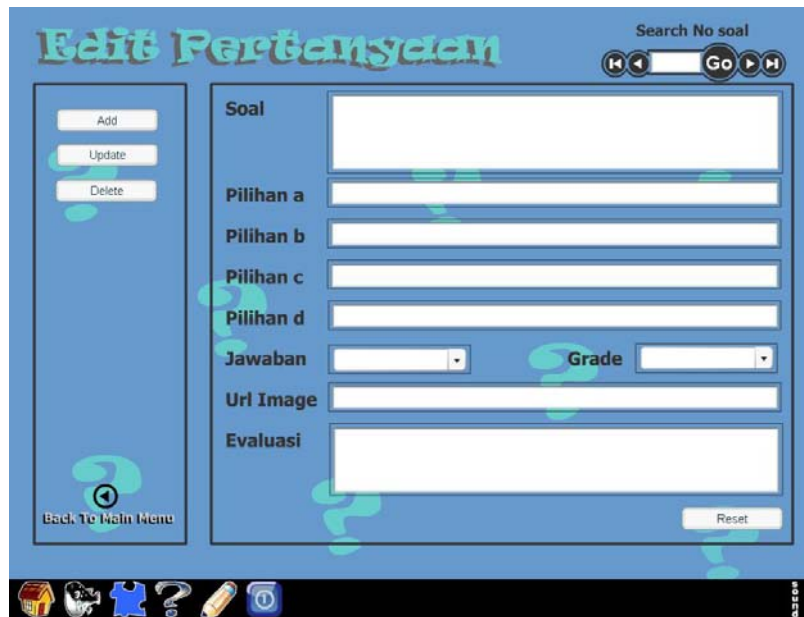 Edit Pertanyaan
Search No soal
Go
Add
Update
Delete
Back To Main Menu
Soal
Pilihan a
Pilihan b
Pilihan c
Pilihan d
Jawaban
Grade
Url Image
Evaluasi
Reset
sound